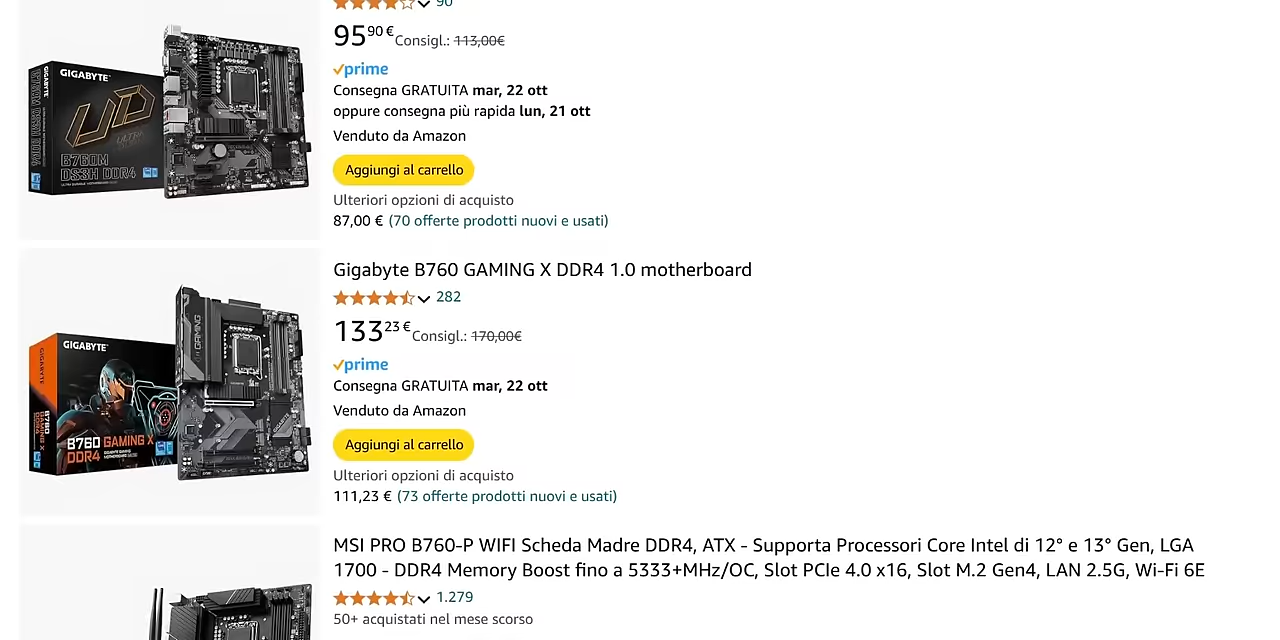 90
9590 € Consigl.: 113,00€
prime
Consegna GRATUITA mar, 22 ott
oppure consegna più rapida lun, 21 ott
Venduto da Amazon
Aggiungi al carrello
Ulteriori opzioni di acquisto
87,00 € (70 offerte prodotti nuovi e usati)
GIGABYTE
UD
ULTRA
B760M
DS3H DDR4
Gigabyte B760 GAMING X DDR4 1.0 motherboard
282
13323 € Consigl.: 170,00€
prime
Consegna GRATUITA mar, 22 ott
Venduto da Amazon
Aggiungi al carrello
Ulteriori opzioni di acquisto
111,23 € (73 offerte prodotti nuovi e usati)
GIGABYTE
B760 GAMING X
DDR4
MSI PRO B760-P WIFI Scheda Madre DDR4, ATX - Supporta Processori Core Intel di 12° e 13° Gen, LGA
1700 - DDR4 Memory Boost fino a 5333+MHz/OC, Slot PCIe 4.0 x16, Slot M.2 Gen4, LAN 2.5G, Wi-Fi 6E
1.279
50+ acquistati nel mese scorso